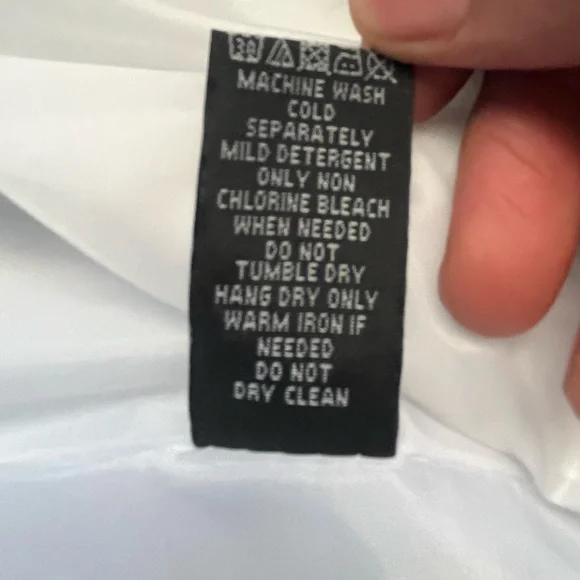 30
MACHINE WASH
COLD
SEPARATELY
MILD DETERGENT
ONLY NON
CHLORINE BLEACH
WHEN NEEDED
DO NOT
TUMBLE DRY
HANG DRY ONLY
WARM IRON IF
NEEDED
DO NOT
DRY CLEAN